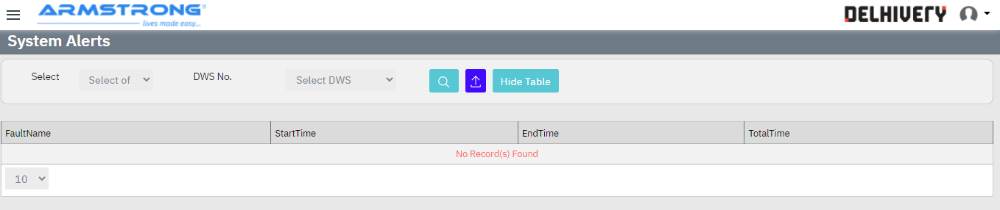 ARMSTRONG®
lives made easy...
DELHIVERY
System Alerts
Select
Select of
DWS No.
Select DWS
Hide Table
FaultName
StartTime
EndTime
TotalTime
No Record(s) Found
10